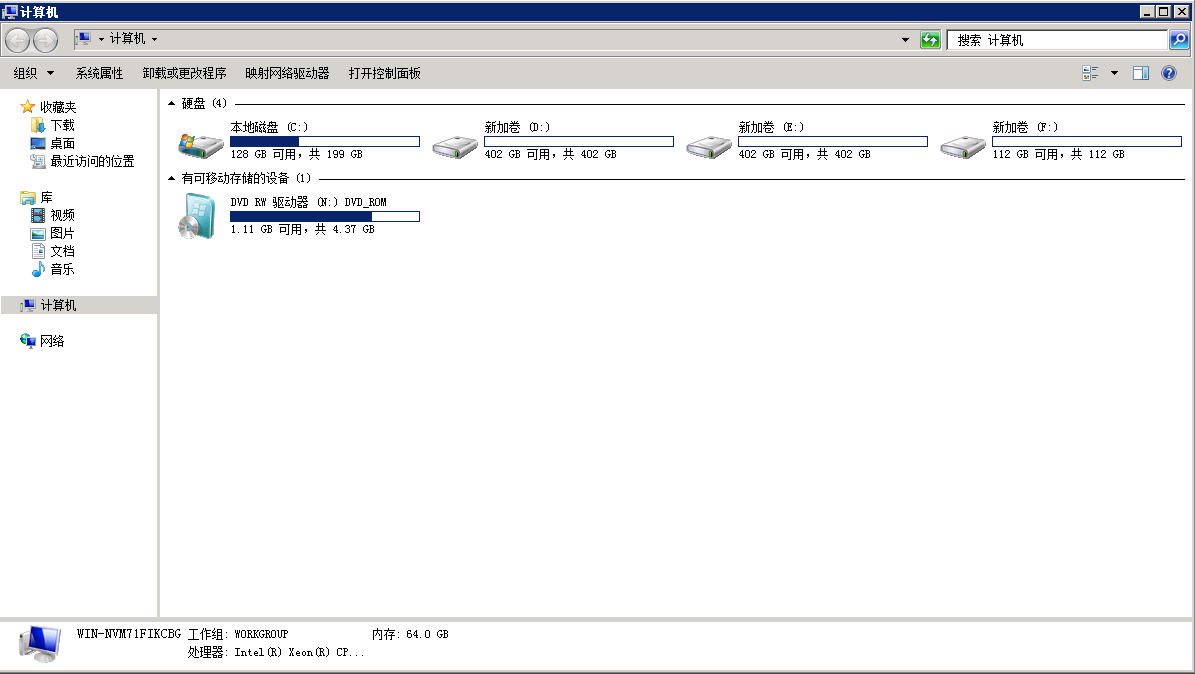 计算机
计算机
搜索 计算机
组织 系统属性 卸载或更改程序 映射网络驱动器 打开控制面板
收藏夹
下载
桌面
最近访问的位置
库
视频
图片
文档
音乐
计算机
网络
硬盘 (4)
本地磁盘 (C:)
128 GB 可用，共 199 GB
新加卷 (D:)
402 GB 可用，共 402 GB
新加卷 (E:)
402 GB 可用，共 402 GB
新加卷 (F:)
112 GB 可用，共 112 GB
有可移动存储的设备 (1)
DVD RW 驱动器 (N:) DVD_ROM
1.11 GB 可用，共 4.37 GB
WIN-NVM71FIKCBG 工作组: WORKGROUP 内存: 64.0 GB
处理器: Intel(R) Xeon(R) CP...